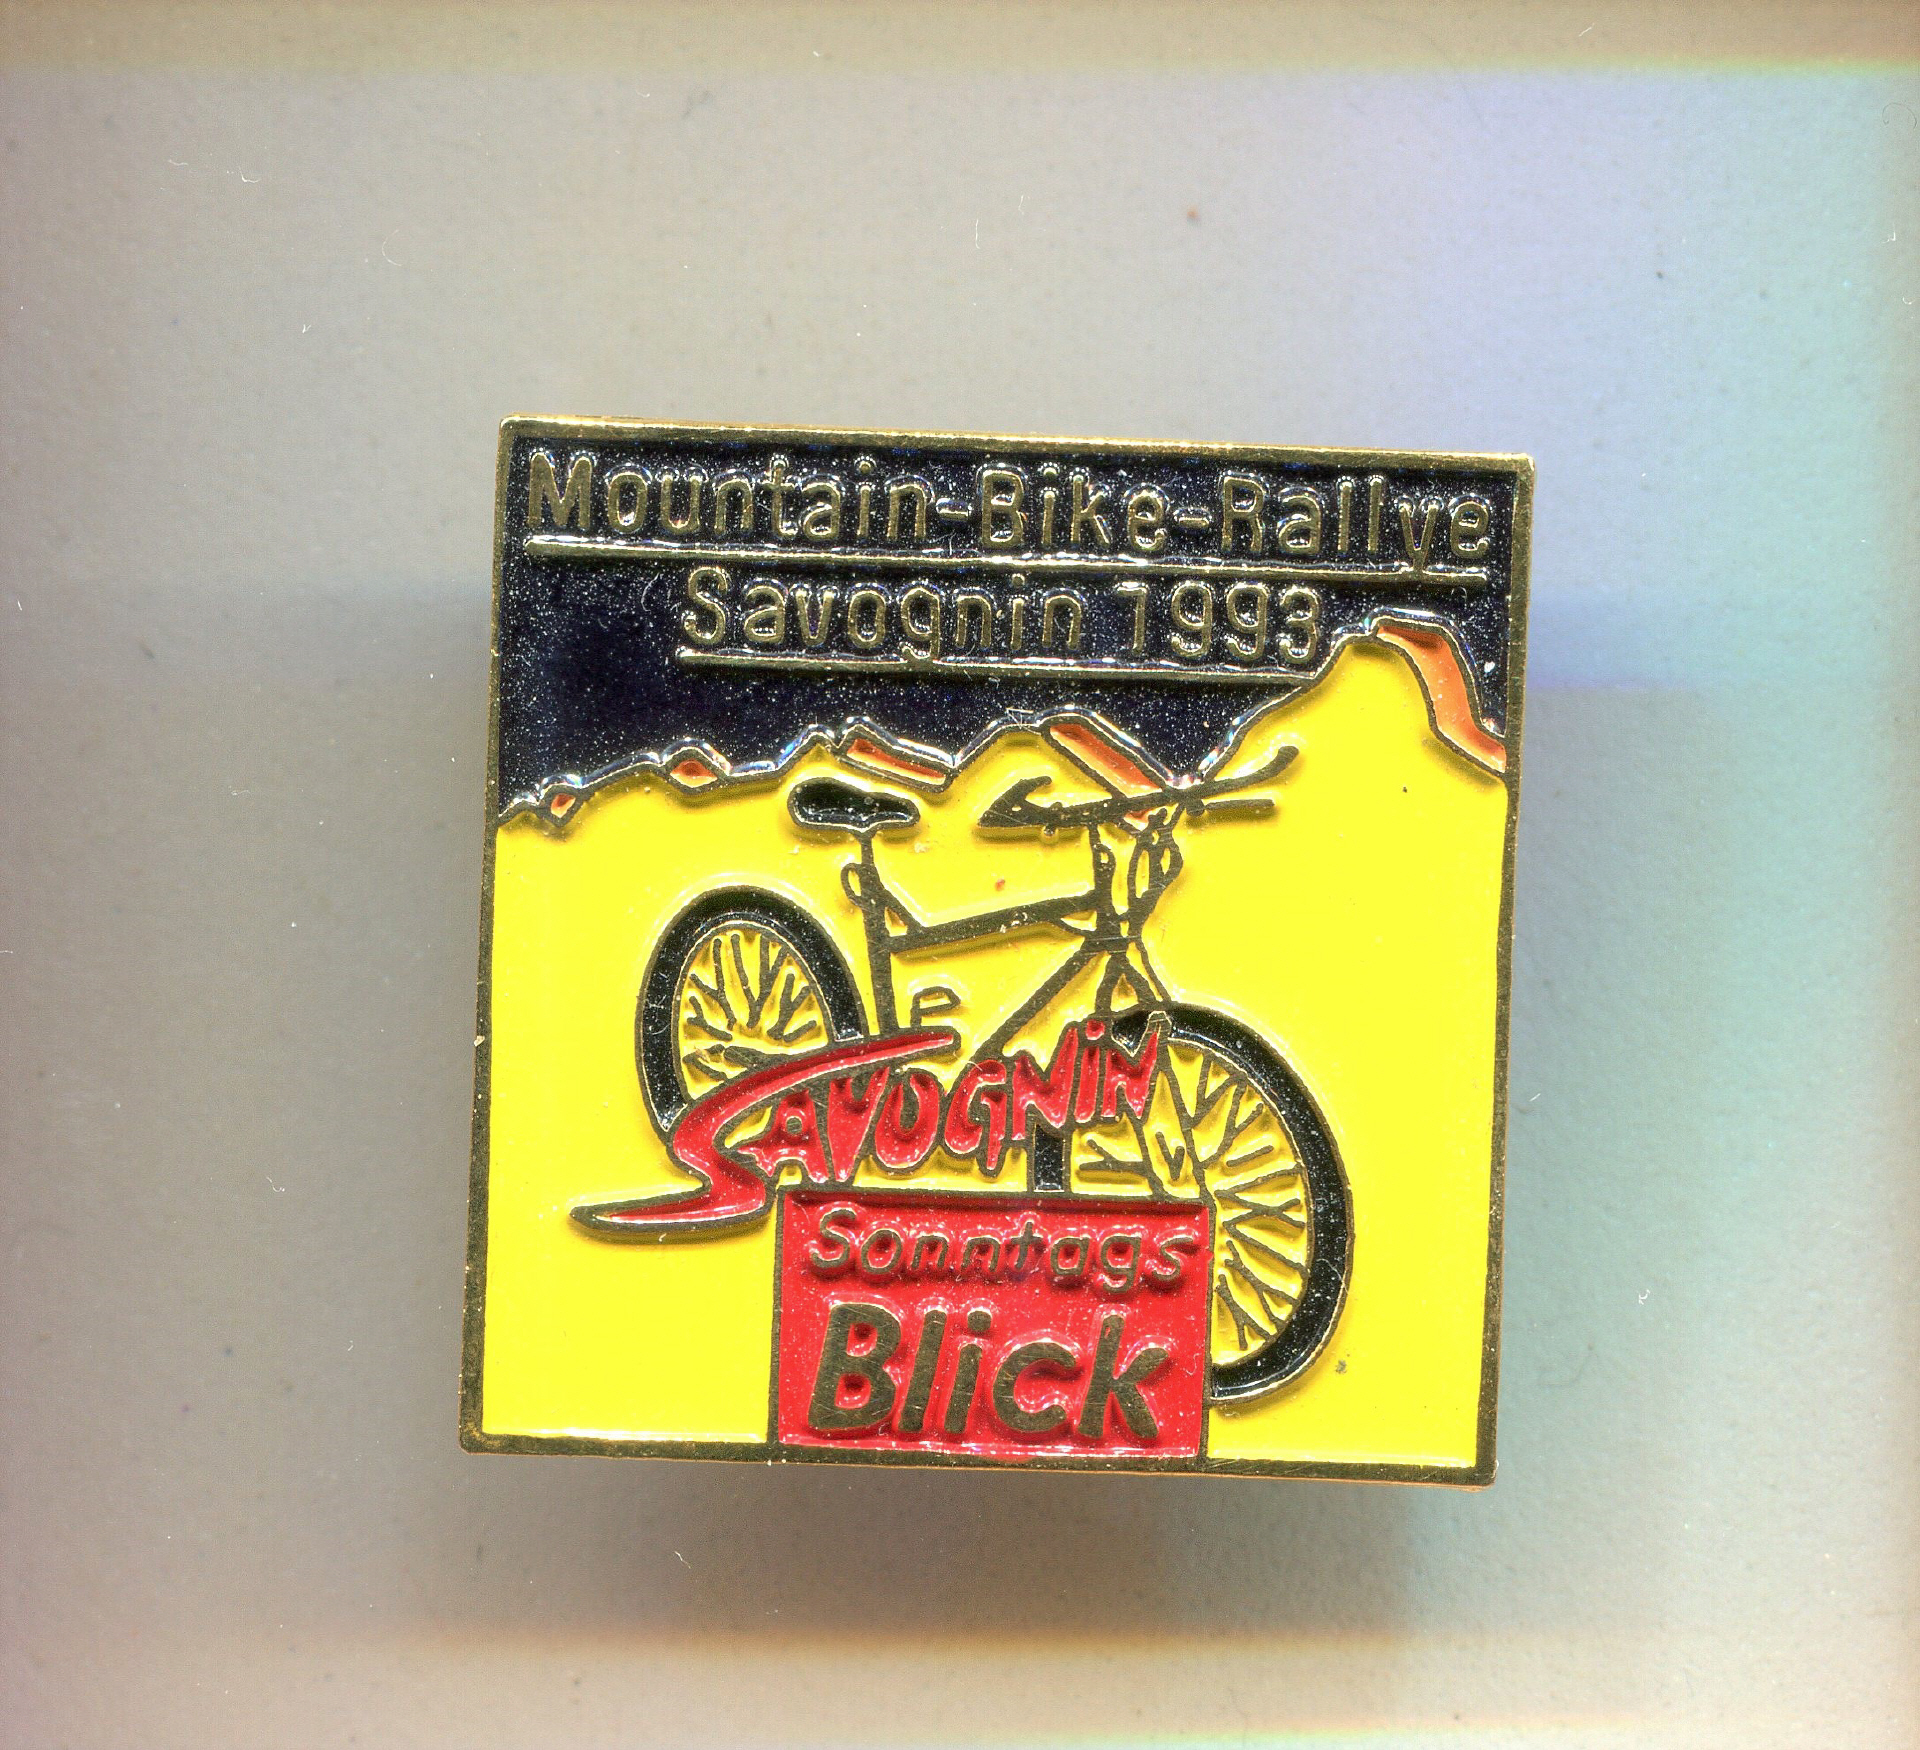 Mountain-Bike-Rallye
Savognin 1993
SAVOGNiN
Sonntags
Blick